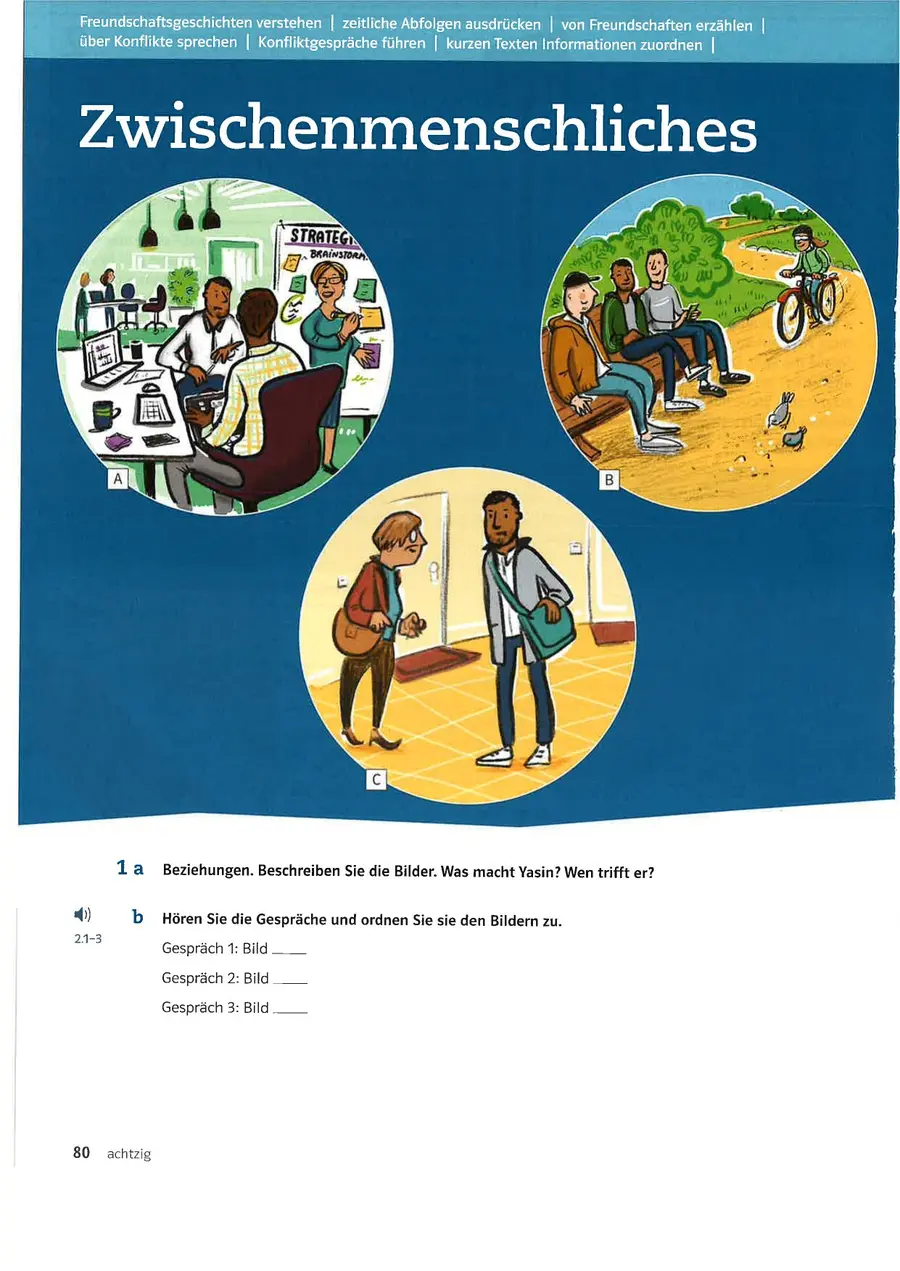 Freundschaftsgeschichten verstehen | zeitliche Abfolgen ausdrücken | von Freundschaften erzählen |
über Konflikte sprechen | Konfliktgespräche führen | kurzen Texten Informationen zuordnen |
Zwischenmenschliches
STRATEGI
BRAINSTORM
A
B
C
1 a Beziehungen. Beschreiben Sie die Bilder. Was macht Yasin? Wen trifft er?
b Hören Sie die Gespräche und ordnen Sie sie den Bildern zu.
2.1–3
Gespräch 1: Bild ____
Gespräch 2: Bild ____
Gespräch 3: Bild ____
80 achtzig